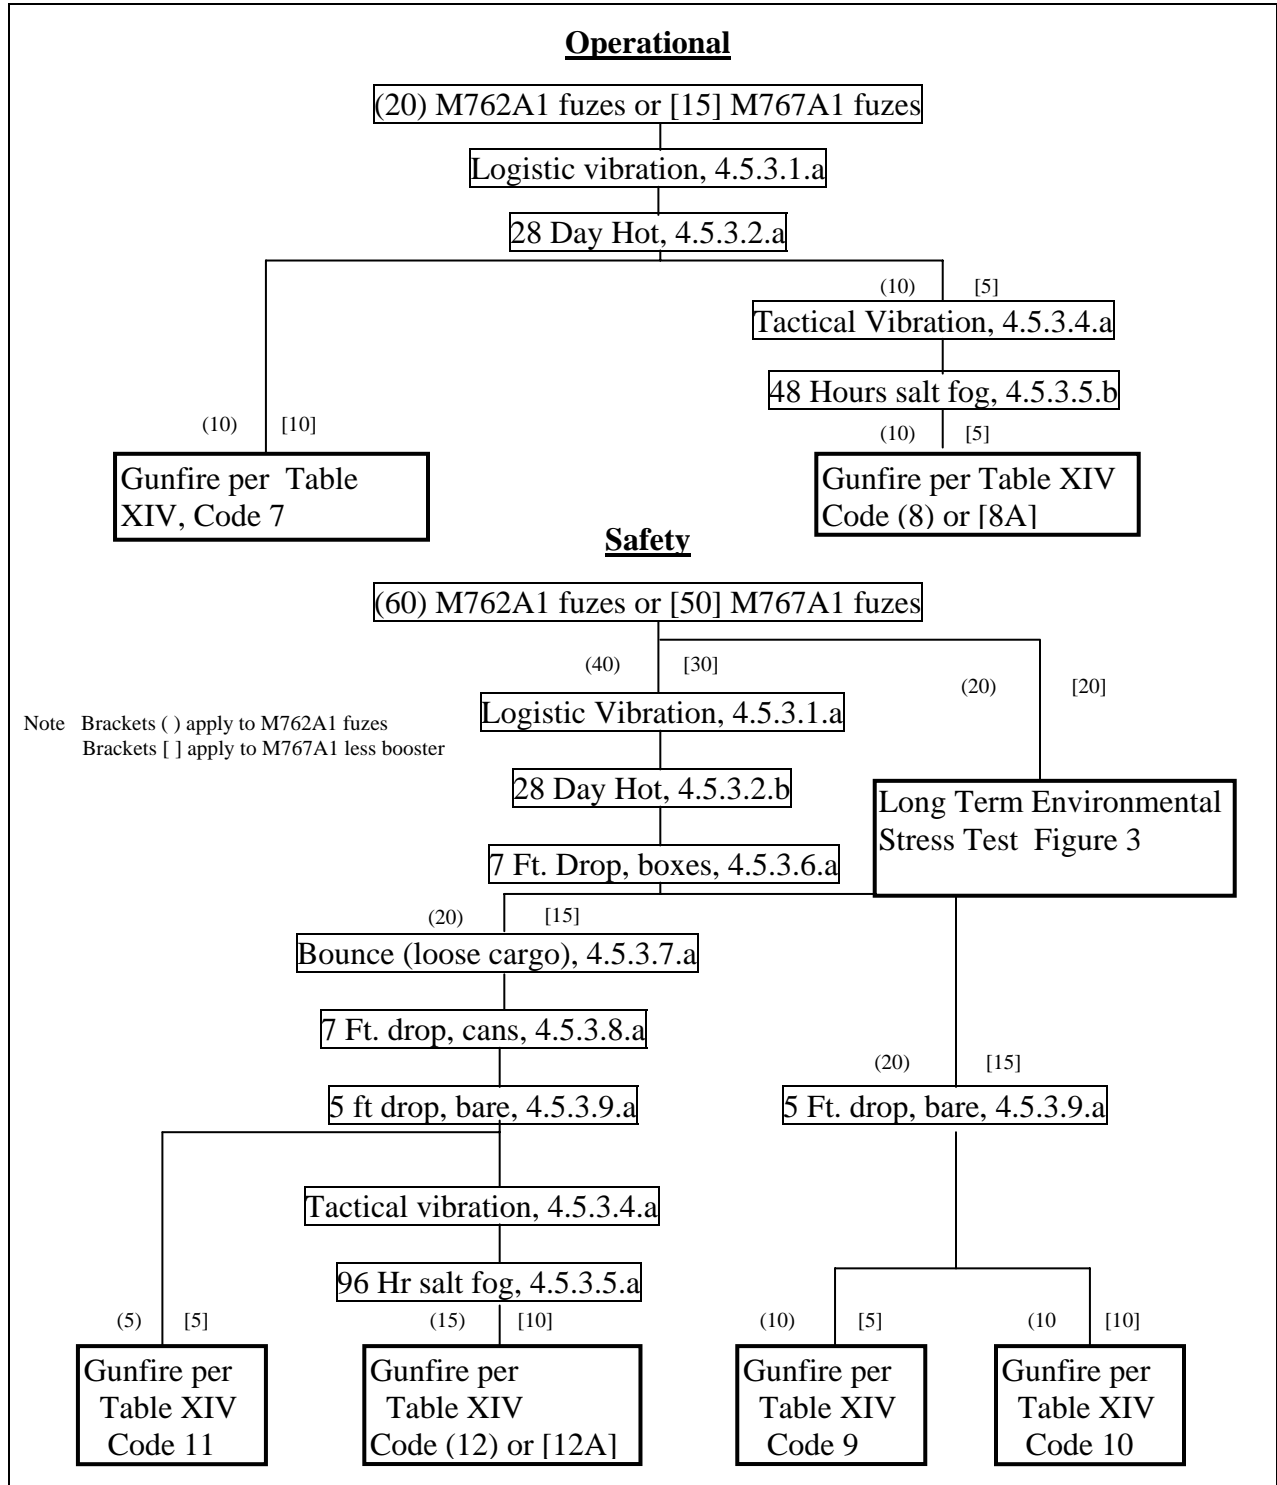 Operational
(20) M762A1 fuzes or [15] M767A1 fuzes
Logistic vibration, 4.5.3.1.a
28 Day Hot, 4.5.3.2.a
(10) [5]
Tactical Vibration, 4.5.3.4.a
48 Hours salt fog, 4.5.3.5.b
(10) [10]
(10) [5]
Gunfire per Table
XIV, Code 7
Gunfire per Table XIV
Code (8) or [8A]
Safety
(60) M762A1 fuzes or [50] M767A1 fuzes
(40) [30]
(20) [20]
Note Brackets ( ) apply to M762A1 fuzes
Brackets [ ] apply to M767A1 less booster
Logistic Vibration, 4.5.3.1.a
28 Day Hot, 4.5.3.2.b
Long Term Environmental
Stress Test Figure 3
7 Ft. Drop, boxes, 4.5.3.6.a
(20) [15]
Bounce (loose cargo), 4.5.3.7.a
7 Ft. drop, cans, 4.5.3.8.a
(20) [15]
5 ft drop, bare, 4.5.3.9.a
5 Ft. drop, bare, 4.5.3.9.a
Tactical vibration, 4.5.3.4.a
96 Hr salt fog, 4.5.3.5.a
(5) [5]
(15) [10]
(10) [5]
(10 [10]
Gunfire per
Table XIV
Code 11
Gunfire per
Table XIV
Code (12) or [12A]
Gunfire per
Table XIV
Code 9
Gunfire per
Table XIV
Code 10